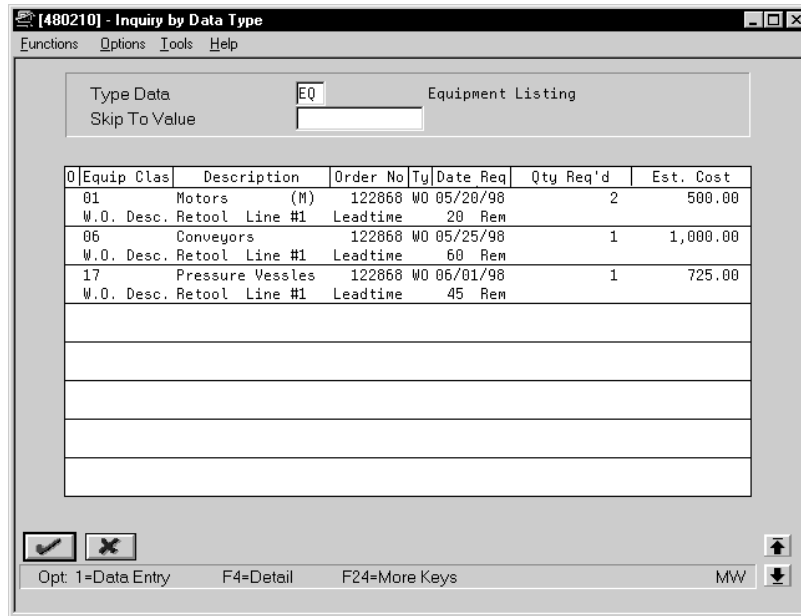 [480210] - Inquiry by Data Type
Functions Options Tools Help
Type Data EQ Equipment Listing
Skip To Value
O Equip Clas Description Order No Ty Date Req Qty Req'd Est. Cost
01 Motors (M) 122868 WO 05/20/98 2 500.00
W.O. Desc. Retool Line #1 Leadtime 20 Rem
06 Conveyors 122868 WO 05/25/98 1 1,000.00
W.O. Desc. Retool Line #1 Leadtime 60 Rem
17 Pressure Vessles 122868 WO 06/01/98 1 725.00
W.O. Desc. Retool Line #1 Leadtime 45 Rem
Opt: 1=Data Entry F4=Detail F24=More Keys MW